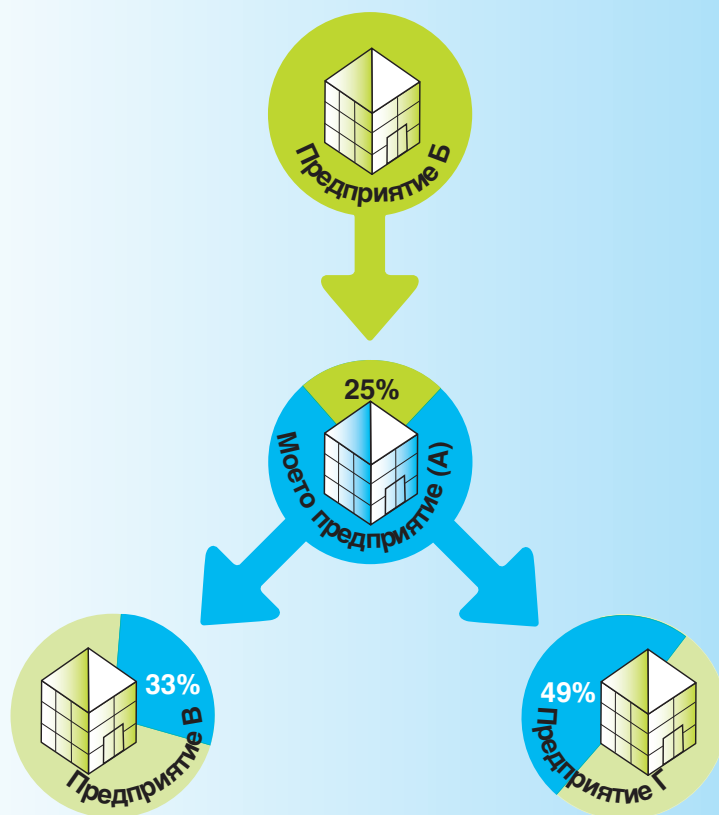 Предприятие Б
25%
Моето предприятие (А)
33%
Предприятие В
49%
Предприятие Г